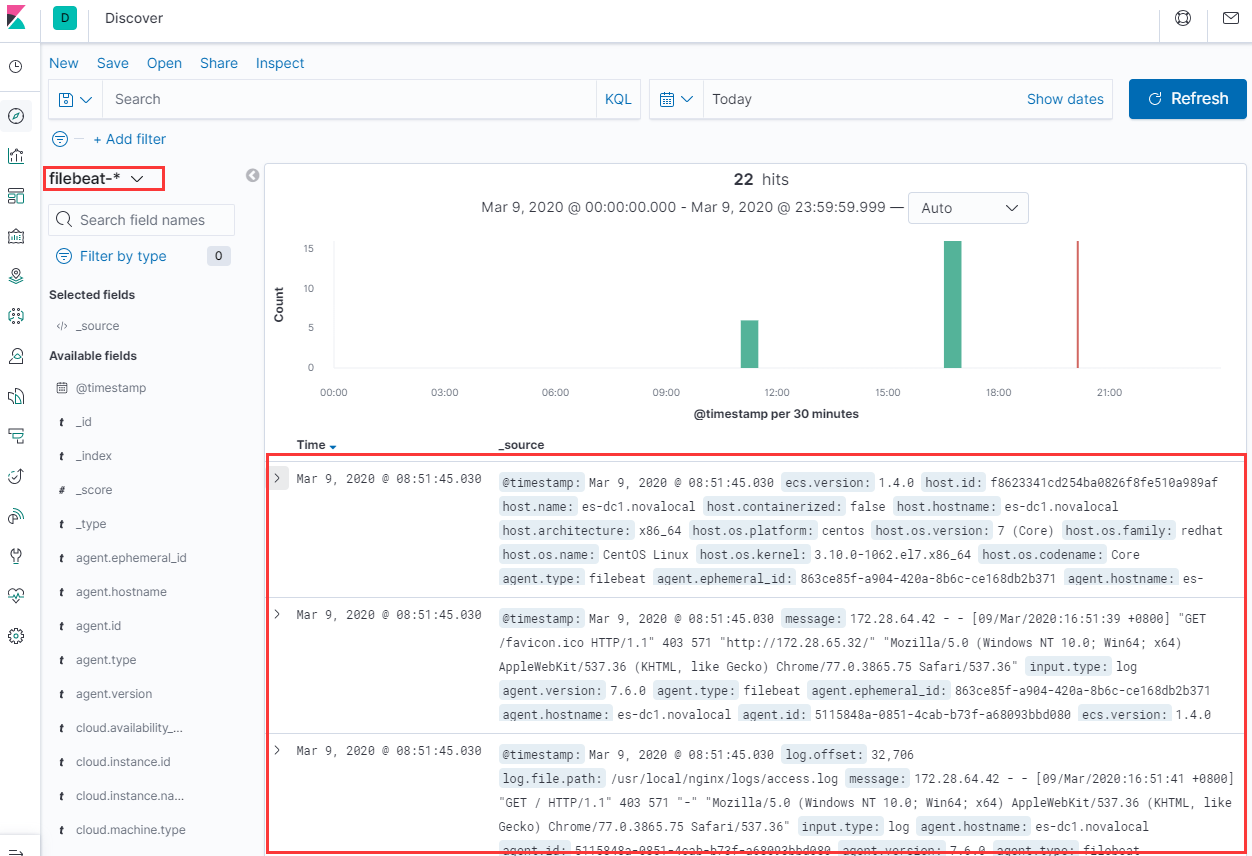 D Discover
New Save Open Share Inspect
Search KQL Today Show dates Refresh
+ Add filter
filebeat-*
Search field names
Filter by type 0
Selected fields
</> _source
Available fields
@timestamp
t _id
t _index
# _score
t _type
t agent.ephemeral_id
t agent.hostname
t agent.id
t agent.type
t agent.version
t cloud.availability_...
t cloud.instance.id
t cloud.instance.na...
t cloud.machine.type
22 hits
Mar 9, 2020 @ 00:00:00.000 - Mar 9, 2020 @ 23:59:59.999 — Auto
15
10
5
0
Count
00:00 03:00 06:00 09:00 12:00 15:00 18:00 21:00
@timestamp per 30 minutes
Time _source
Mar 9, 2020 @ 08:51:45.030 @timestamp: Mar 9, 2020 @ 08:51:45.030 ecs.version: 1.4.0 host.id: f8623341cd254ba0826f8fe510a989af
host.name: es-dc1.novalocal host.containerized: false host.hostname: es-dc1.novalocal
host.architecture: x86_64 host.os.platform: centos host.os.version: 7 (Core) host.os.family: redhat
host.os.name: CentOS Linux host.os.kernel: 3.10.0-1062.el7.x86_64 host.os.codename: Core
agent.type: filebeat agent.ephemeral_id: 863ce85f-a904-420a-8b6c-ce168db2b371 agent.hostname: es-
Mar 9, 2020 @ 08:51:45.030 @timestamp: Mar 9, 2020 @ 08:51:45.030 message: 172.28.64.42 - - [09/Mar/2020:16:51:39 +0800] "GET
/favicon.ico HTTP/1.1" 403 571 "http://172.28.65.32/" "Mozilla/5.0 (Windows NT 10.0; Win64; x64)
AppleWebKit/537.36 (KHTML, like Gecko) Chrome/77.0.3865.75 Safari/537.36" input.type: log
agent.version: 7.6.0 agent.type: filebeat agent.ephemeral_id: 863ce85f-a904-420a-8b6c-ce168db2b371
agent.hostname: es-dc1.novalocal agent.id: 5115848a-0851-4cab-b73f-a68093bbd080 ecs.version: 1.4.0
Mar 9, 2020 @ 08:51:45.030 @timestamp: Mar 9, 2020 @ 08:51:45.030 log.offset: 32,706
log.file.path: /usr/local/nginx/logs/access.log message: 172.28.64.42 - - [09/Mar/2020:16:51:41 +0800]
"GET / HTTP/1.1" 403 571 "-" "Mozilla/5.0 (Windows NT 10.0; Win64; x64) AppleWebKit/537.36 (KHTML, like
Gecko) Chrome/77.0.3865.75 Safari/537.36" input.type: log agent.hostname: es-dc1.novalocal
agent.id: 5115848a-0851-4cab-b73f-a68093bbd080 agent.version: 7.6.0 agent.type: filebeat